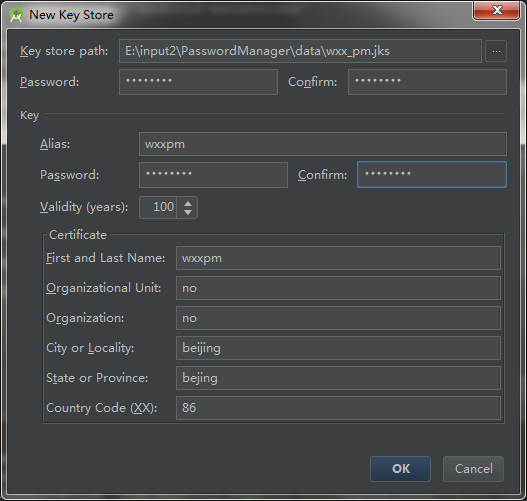 New Key Store
Key store path: E:\input2\PasswordManager\data\wxx_pm.jks ...
Password: •••••••• Confirm: ••••••••
Key
Alias: wxxpm
Password: •••••••• Confirm: ••••••••
Validity (years): 100
Certificate
First and Last Name: wxxpm
Organizational Unit: no
Organization: no
City or Locality: beijing
State or Province: bejing
Country Code (XX): 86
OK Cancel